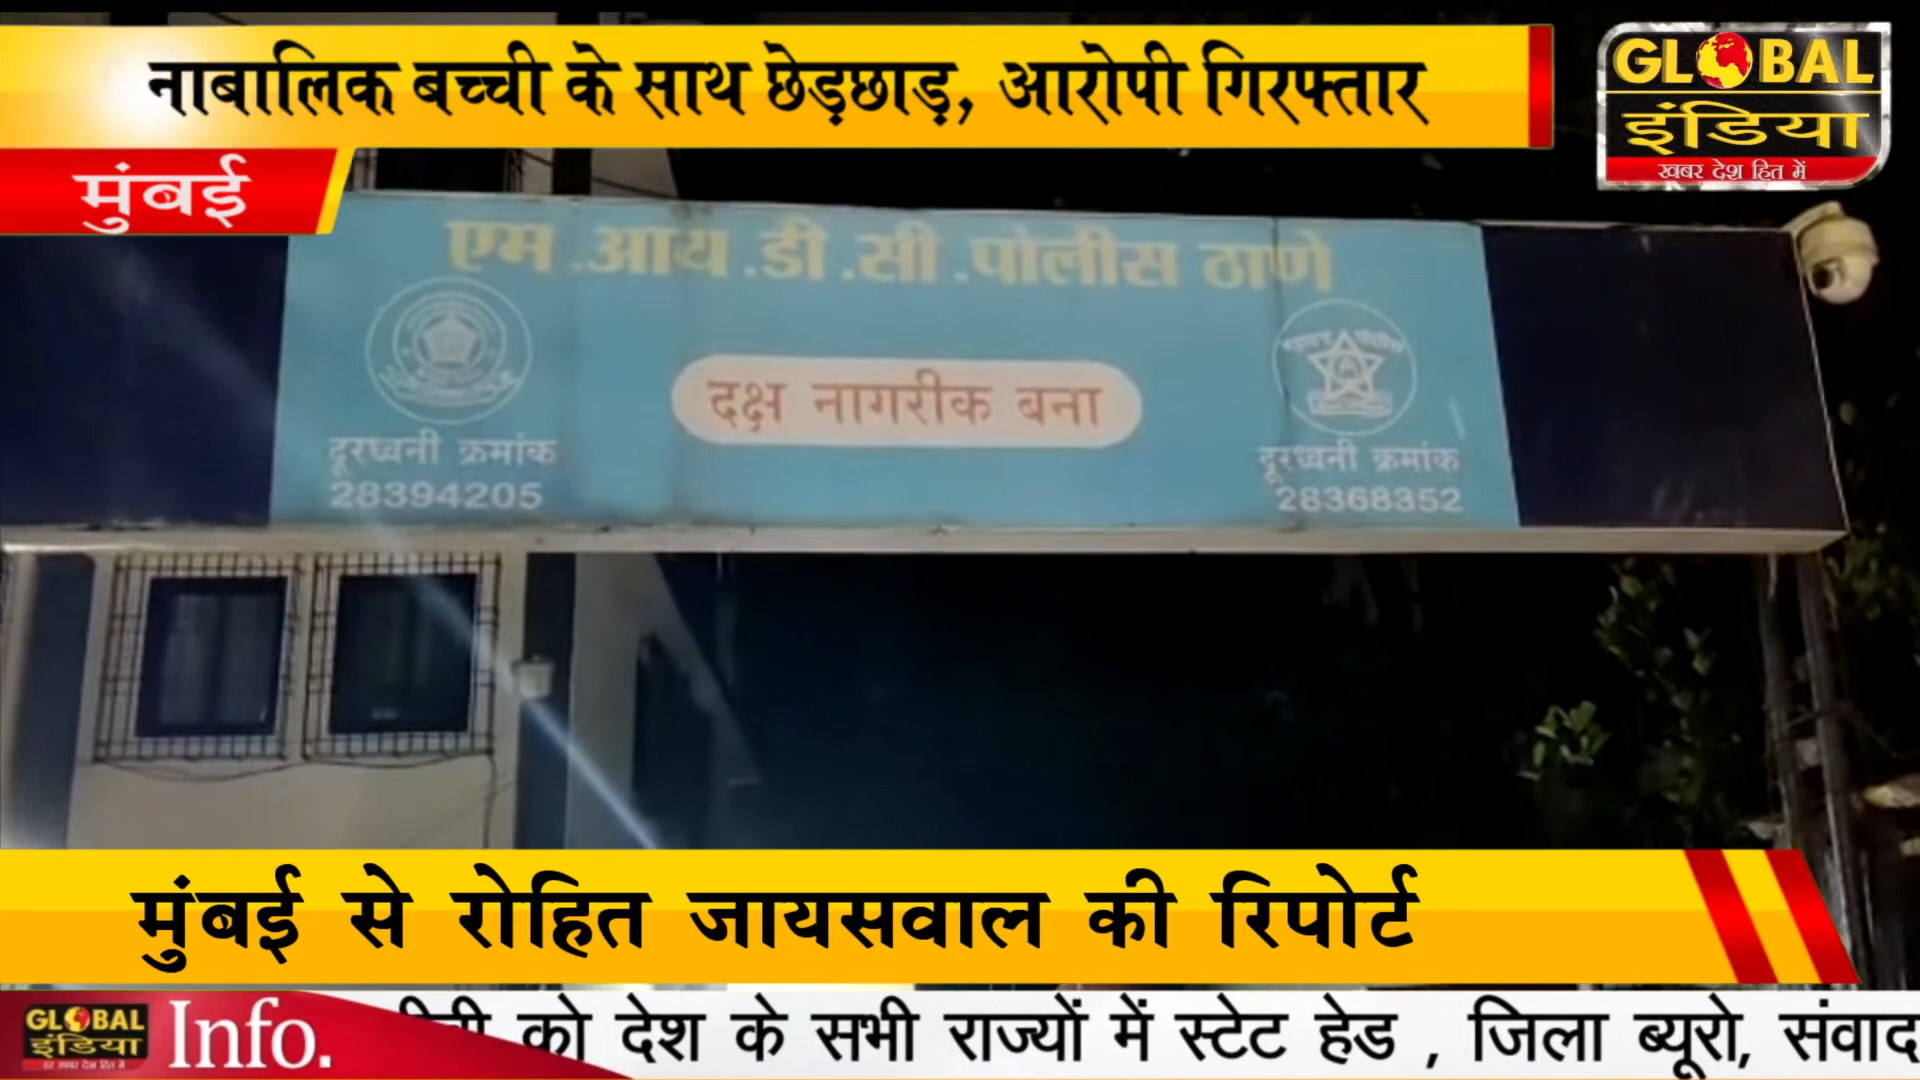 नाबालिक बच्ची के साथ छेड़छाड़, आरोपी गिरफ्तार
GLOBAL
इंडिया
खबर देश हित में
मुंबई
एम.आय.डी.सी.पोलीस ठाणे
दक्ष नागरीक बना
दूरध्वनी क्रमांक
28394205
दूरध्वनी क्रमांक
28368352
मुंबई से रोहित जायसवाल की रिपोर्ट
GLOBAL
इंडिया
Info.
को देश के सभी राज्यों में स्टेट हेड , जिला ब्यूरो, संवाद